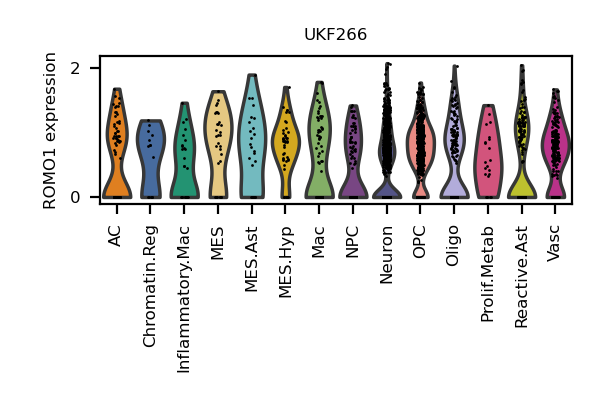 UKF266
ROMO1 expression
2
0
AC
Chromatin.Reg
Inflammatory.Mac
MES
MES.Ast
MES.Hyp
Mac
NPC
Neuron
OPC
Oligo
Prolif.Metab
Reactive.Ast
Vasc